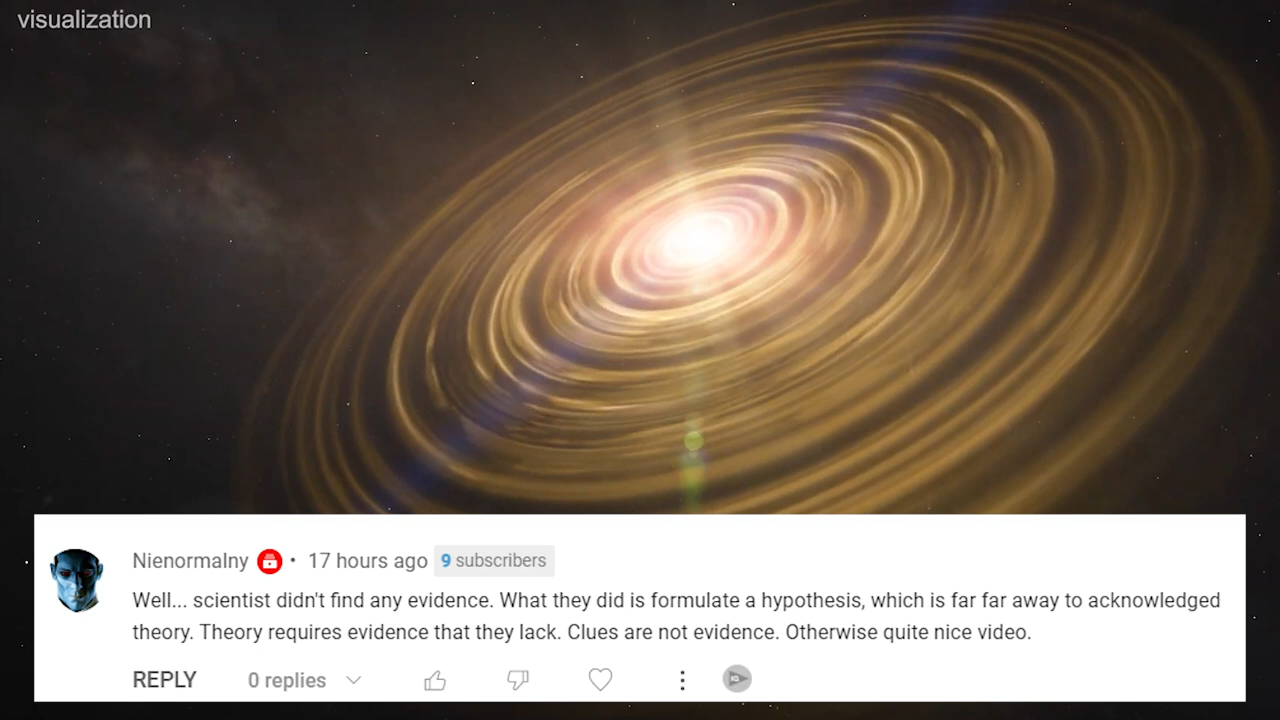 visualization
Nienormalny • 17 hours ago 9 subscribers
Well... scientist didn't find any evidence. What they did is formulate a hypothesis, which is far far away to acknowledged
theory. Theory requires evidence that they lack. Clues are not evidence. Otherwise quite nice video.
REPLY 0 replies